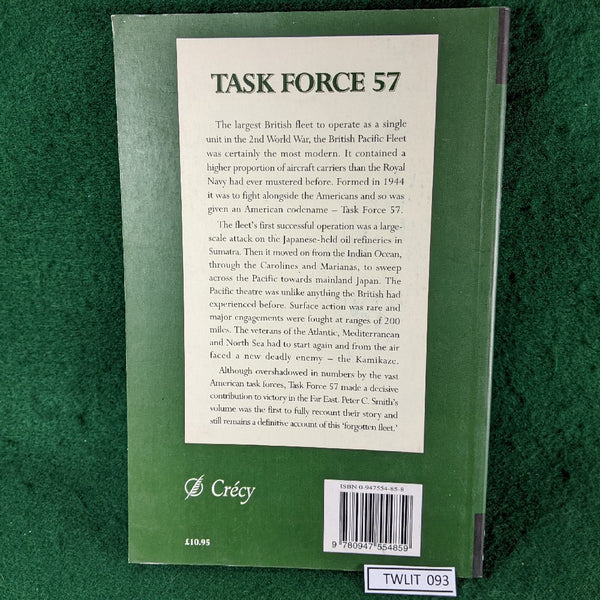 TASK FORCE 57
The largest British fleet to operate as a single
unit in the 2nd World War, the British Pacific Fleet
was certainly the most modern. It contained a
higher proportion of aircraft carriers than the Royal
Navy had ever mustered before. Formed in 1944
it was to fight alongside the Americans and so was
given an American codename – Task Force 57.
The fleet's first successful operation was a large-
scale attack on the Japanese-held oil refineries in
Sumatra. Then it moved on from the Indian Ocean,
through the Carolines and Marianas, to sweep
across the Pacific towards mainland Japan. The
Pacific theatre was unlike anything the British had
experienced before. Surface action was rare and
major engagements were fought at ranges of 200
miles. The veterans of the Atlantic, Mediterranean
and North Sea had to start again and from the air
faced a new deadly enemy – the Kamikaze.
Although overshadowed in numbers by the vast
American task forces, Task Force 57 made a decisive
contribution to victory in the Far East. Peter C. Smith's
volume was the first to fully recount their story and
still remains a definitive account of this 'forgotten fleet.'
Crécy
£10.95
ISBN 0-947554-85-8
9 780947 554859
TWLIT 093